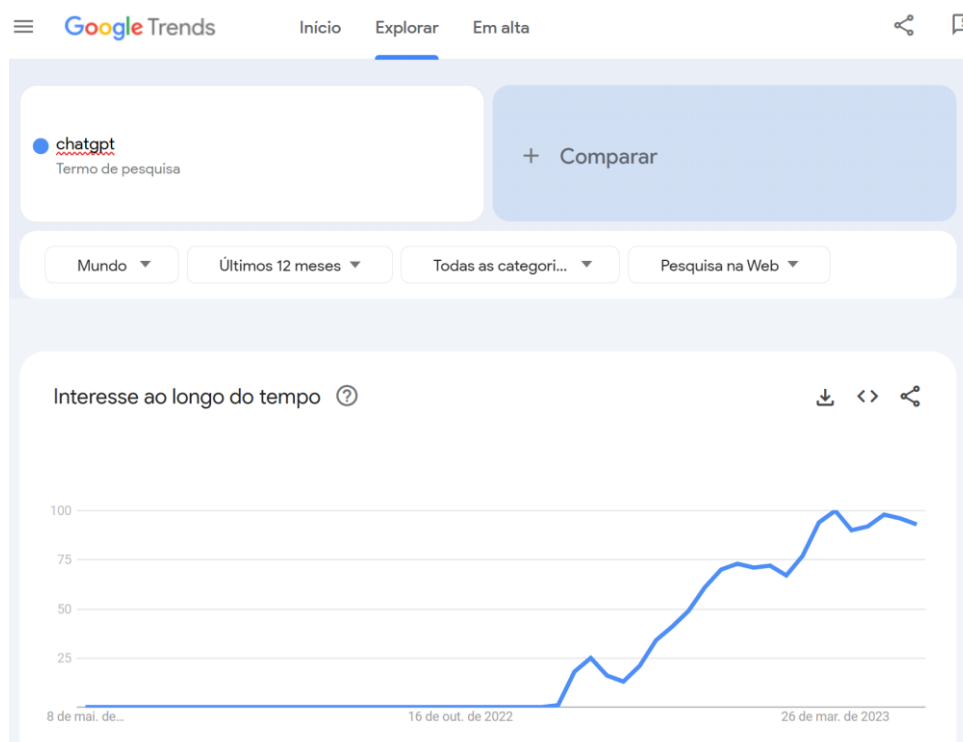 Google Trends Início Explorar Em alta
chatgpt
Termo de pesquisa
+ Comparar
Mundo Últimos 12 meses Todas as categori... Pesquisa na Web
Interesse ao longo do tempo
100
75
50
25
8 de mai. de... 16 de out. de 2022 26 de mar. de 2023